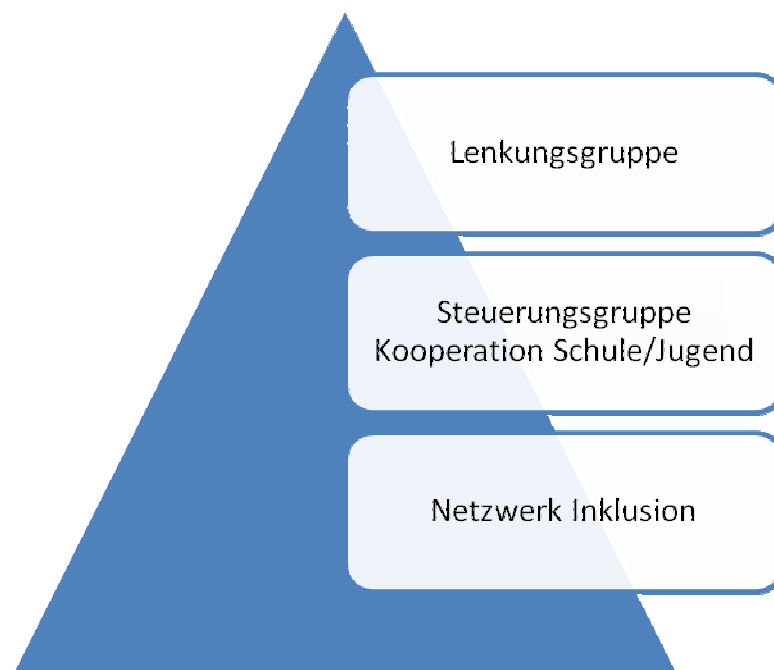 Lenkungsgruppe
Steuerungsgruppe
Kooperation Schule/Jugend
Netzwerk Inklusion